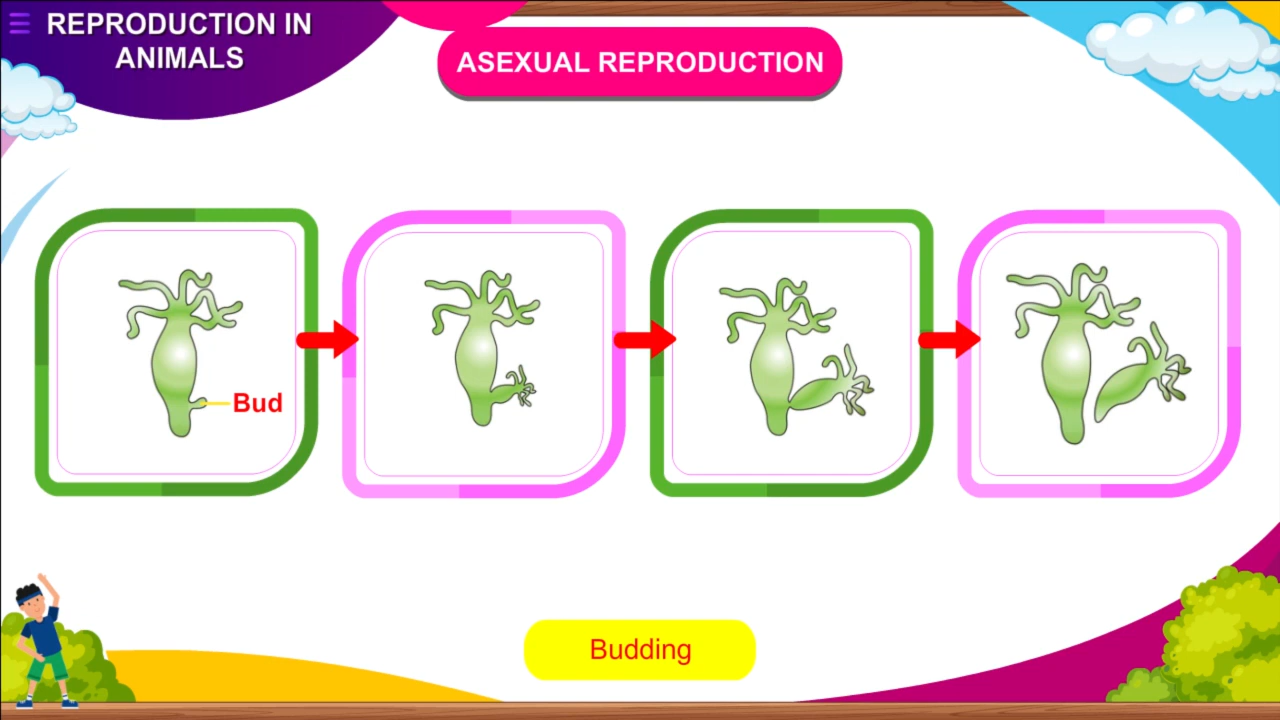 REPRODUCTION IN
ANIMALS
ASEXUAL REPRODUCTION
Bud
Budding